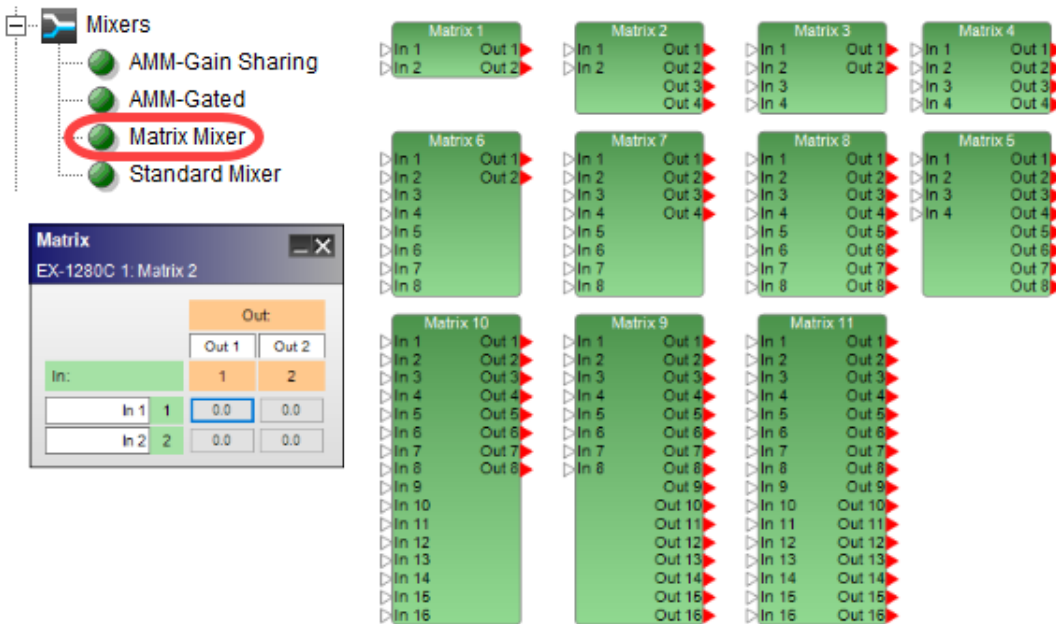 Mixers
AMM-Gain Sharing
AMM-Gated
Matrix Mixer
Standard Mixer
Matrix
EX-1280C 1: Matrix 2
Out:
Out 1 Out 2
In: 1 2
In 1 1 0.0 0.0
In 2 2 0.0 0.0
Matrix 1
In 1 Out 1
In 2 Out 2
Matrix 2
In 1 Out 1
In 2 Out 2
Out 3
Out 4
Matrix 3
In 1 Out 1
In 2 Out 2
In 3
In 4
Matrix 4
In 1 Out 1
In 2 Out 2
In 3 Out 3
In 4 Out 4
Matrix 6
In 1 Out 1
In 2 Out 2
In 3
In 4
In 5
In 6
In 7
In 8
Matrix 7
In 1 Out 1
In 2 Out 2
In 3 Out 3
In 4 Out 4
In 5
In 6
In 7
In 8
Matrix 8
In 1 Out 1
In 2 Out 2
In 3 Out 3
In 4 Out 4
In 5 Out 5
In 6 Out 6
In 7 Out 7
In 8 Out 8
Matrix 5
In 1 Out 1
In 2 Out 2
In 3 Out 3
In 4 Out 4
Out 5
Out 6
Out 7
Out 8
Matrix 10
In 1 Out 1
In 2 Out 2
In 3 Out 3
In 4 Out 4
In 5 Out 5
In 6 Out 6
In 7 Out 7
In 8 Out 8
In 9
In 10
In 11
In 12
In 13
In 14
In 15
In 16
Matrix 9
In 1 Out 1
In 2 Out 2
In 3 Out 3
In 4 Out 4
In 5 Out 5
In 6 Out 6
In 7 Out 7
In 8 Out 8
Out 9
Out 10
Out 11
Out 12
Out 13
Out 14
Out 15
Out 16
Matrix 11
In 1 Out 1
In 2 Out 2
In 3 Out 3
In 4 Out 4
In 5 Out 5
In 6 Out 6
In 7 Out 7
In 8 Out 8
In 9 Out 9
In 10 Out 10
In 11 Out 11
In 12 Out 12
In 13 Out 13
In 14 Out 14
In 15 Out 15
In 16 Out 16